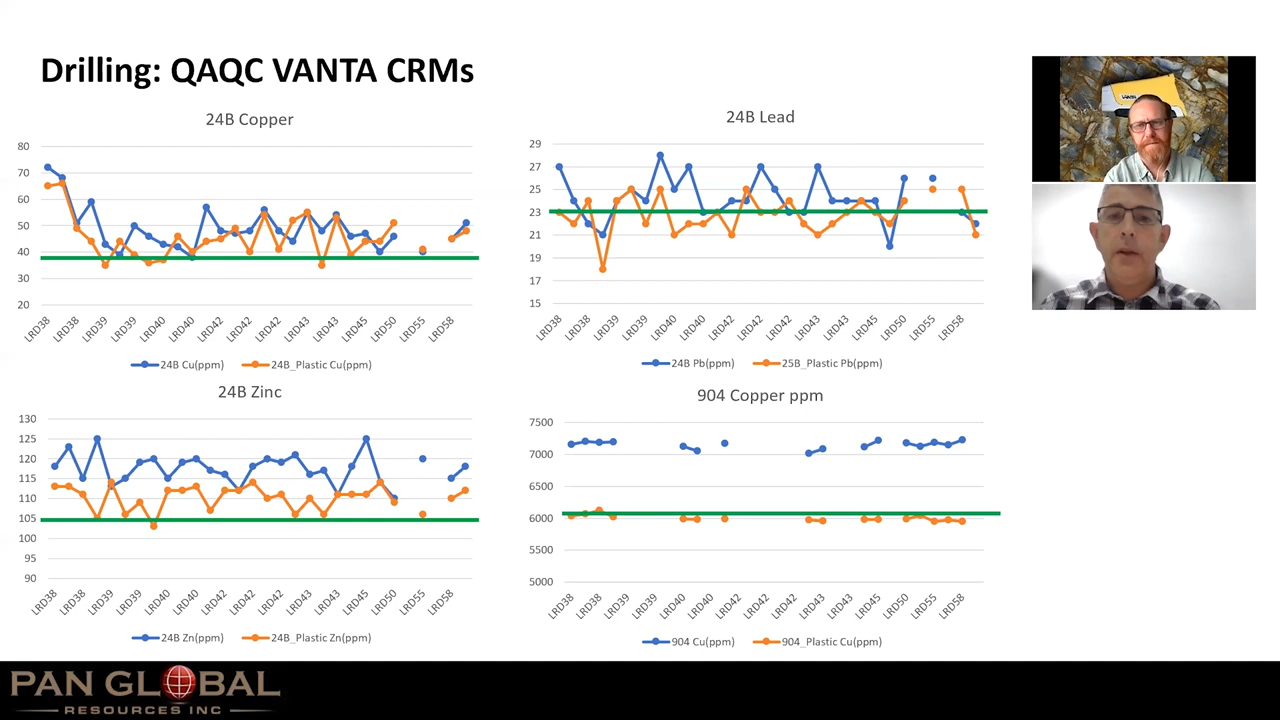 Drilling: QAQC VANTA CRMs
24B Copper
80
70
60
50
40
30
20
LRD38
LRD38
LRD39
LRD39
LRD40
LRD40
LRD42
LRD42
LRD42
LRD43
LRD43
LRD45
LRD50
LRD55
LRD58
24B Cu(ppm)
24B_Plastic Cu(ppm)
24B Lead
29
27
25
23
21
19
17
15
LRD38
LRD38
LRD39
LRD39
LRD40
LRD40
LRD42
LRD42
LRD42
LRD43
LRD43
LRD45
LRD50
LRD55
LRD58
24B Pb(ppm)
25B_Plastic Pb(ppm)
24B Zinc
130
125
120
115
110
105
100
95
90
LRD38
LRD38
LRD39
LRD39
LRD40
LRD40
LRD42
LRD42
LRD42
LRD43
LRD43
LRD45
LRD50
LRD55
LRD58
24B Zn(ppm)
24B_Plastic Zn(ppm)
904 Copper ppm
7500
7000
6500
6000
5500
5000
LRD38
LRD38
LRD39
LRD39
LRD40
LRD40
LRD42
LRD42
LRD42
LRD43
LRD43
LRD45
LRD50
LRD55
LRD58
904 Cu(ppm)
904_Plastic Cu(ppm)
PAN GLOBAL
RESOURCES INC